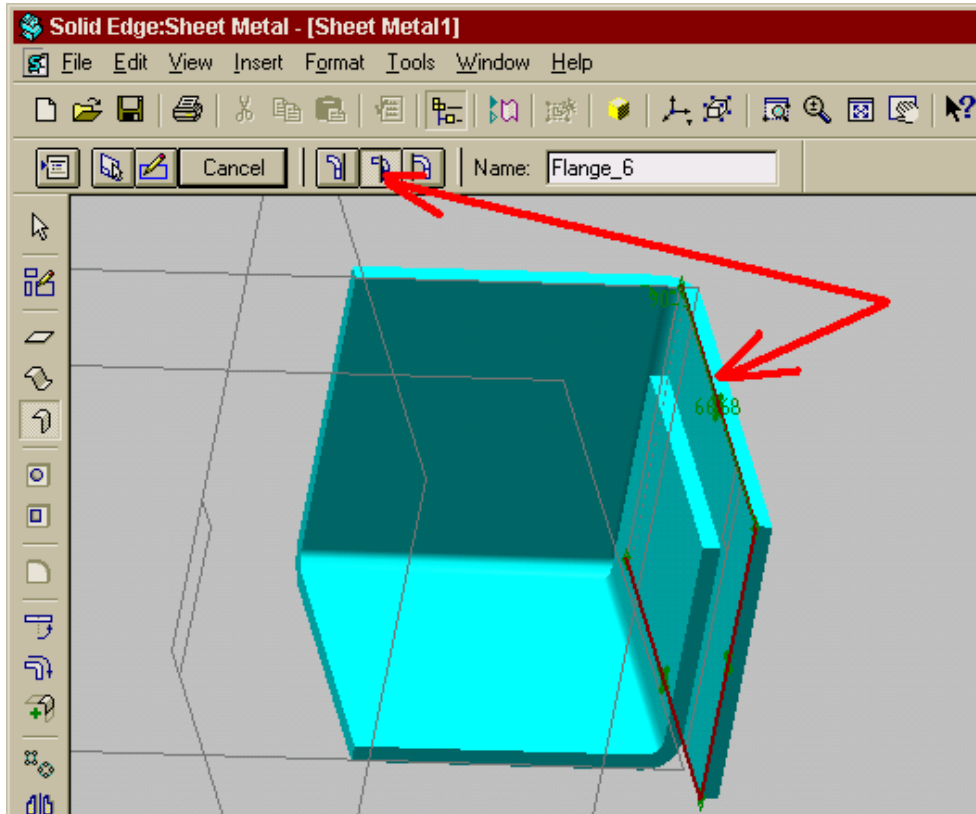 Solid Edge:Sheet Metal - [Sheet Metal1]
File Edit View Insert Format Tools Window Help
Cancel Name: Flange_6